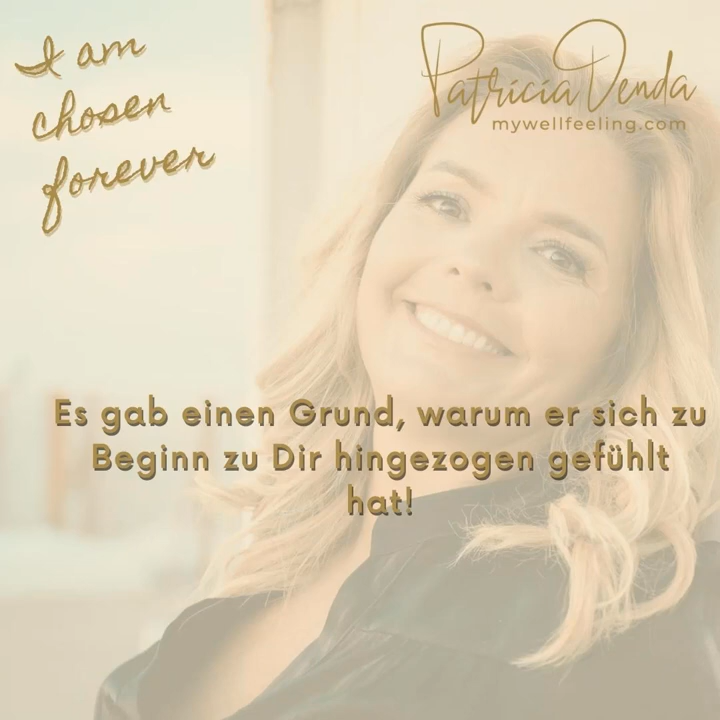 I am
chosen
forever
Patricia Denda
mywellfeeling.com
Es gab einen Grund, warum er sich zu
Beginn zu Dir hingezogen gefühlt
hat!